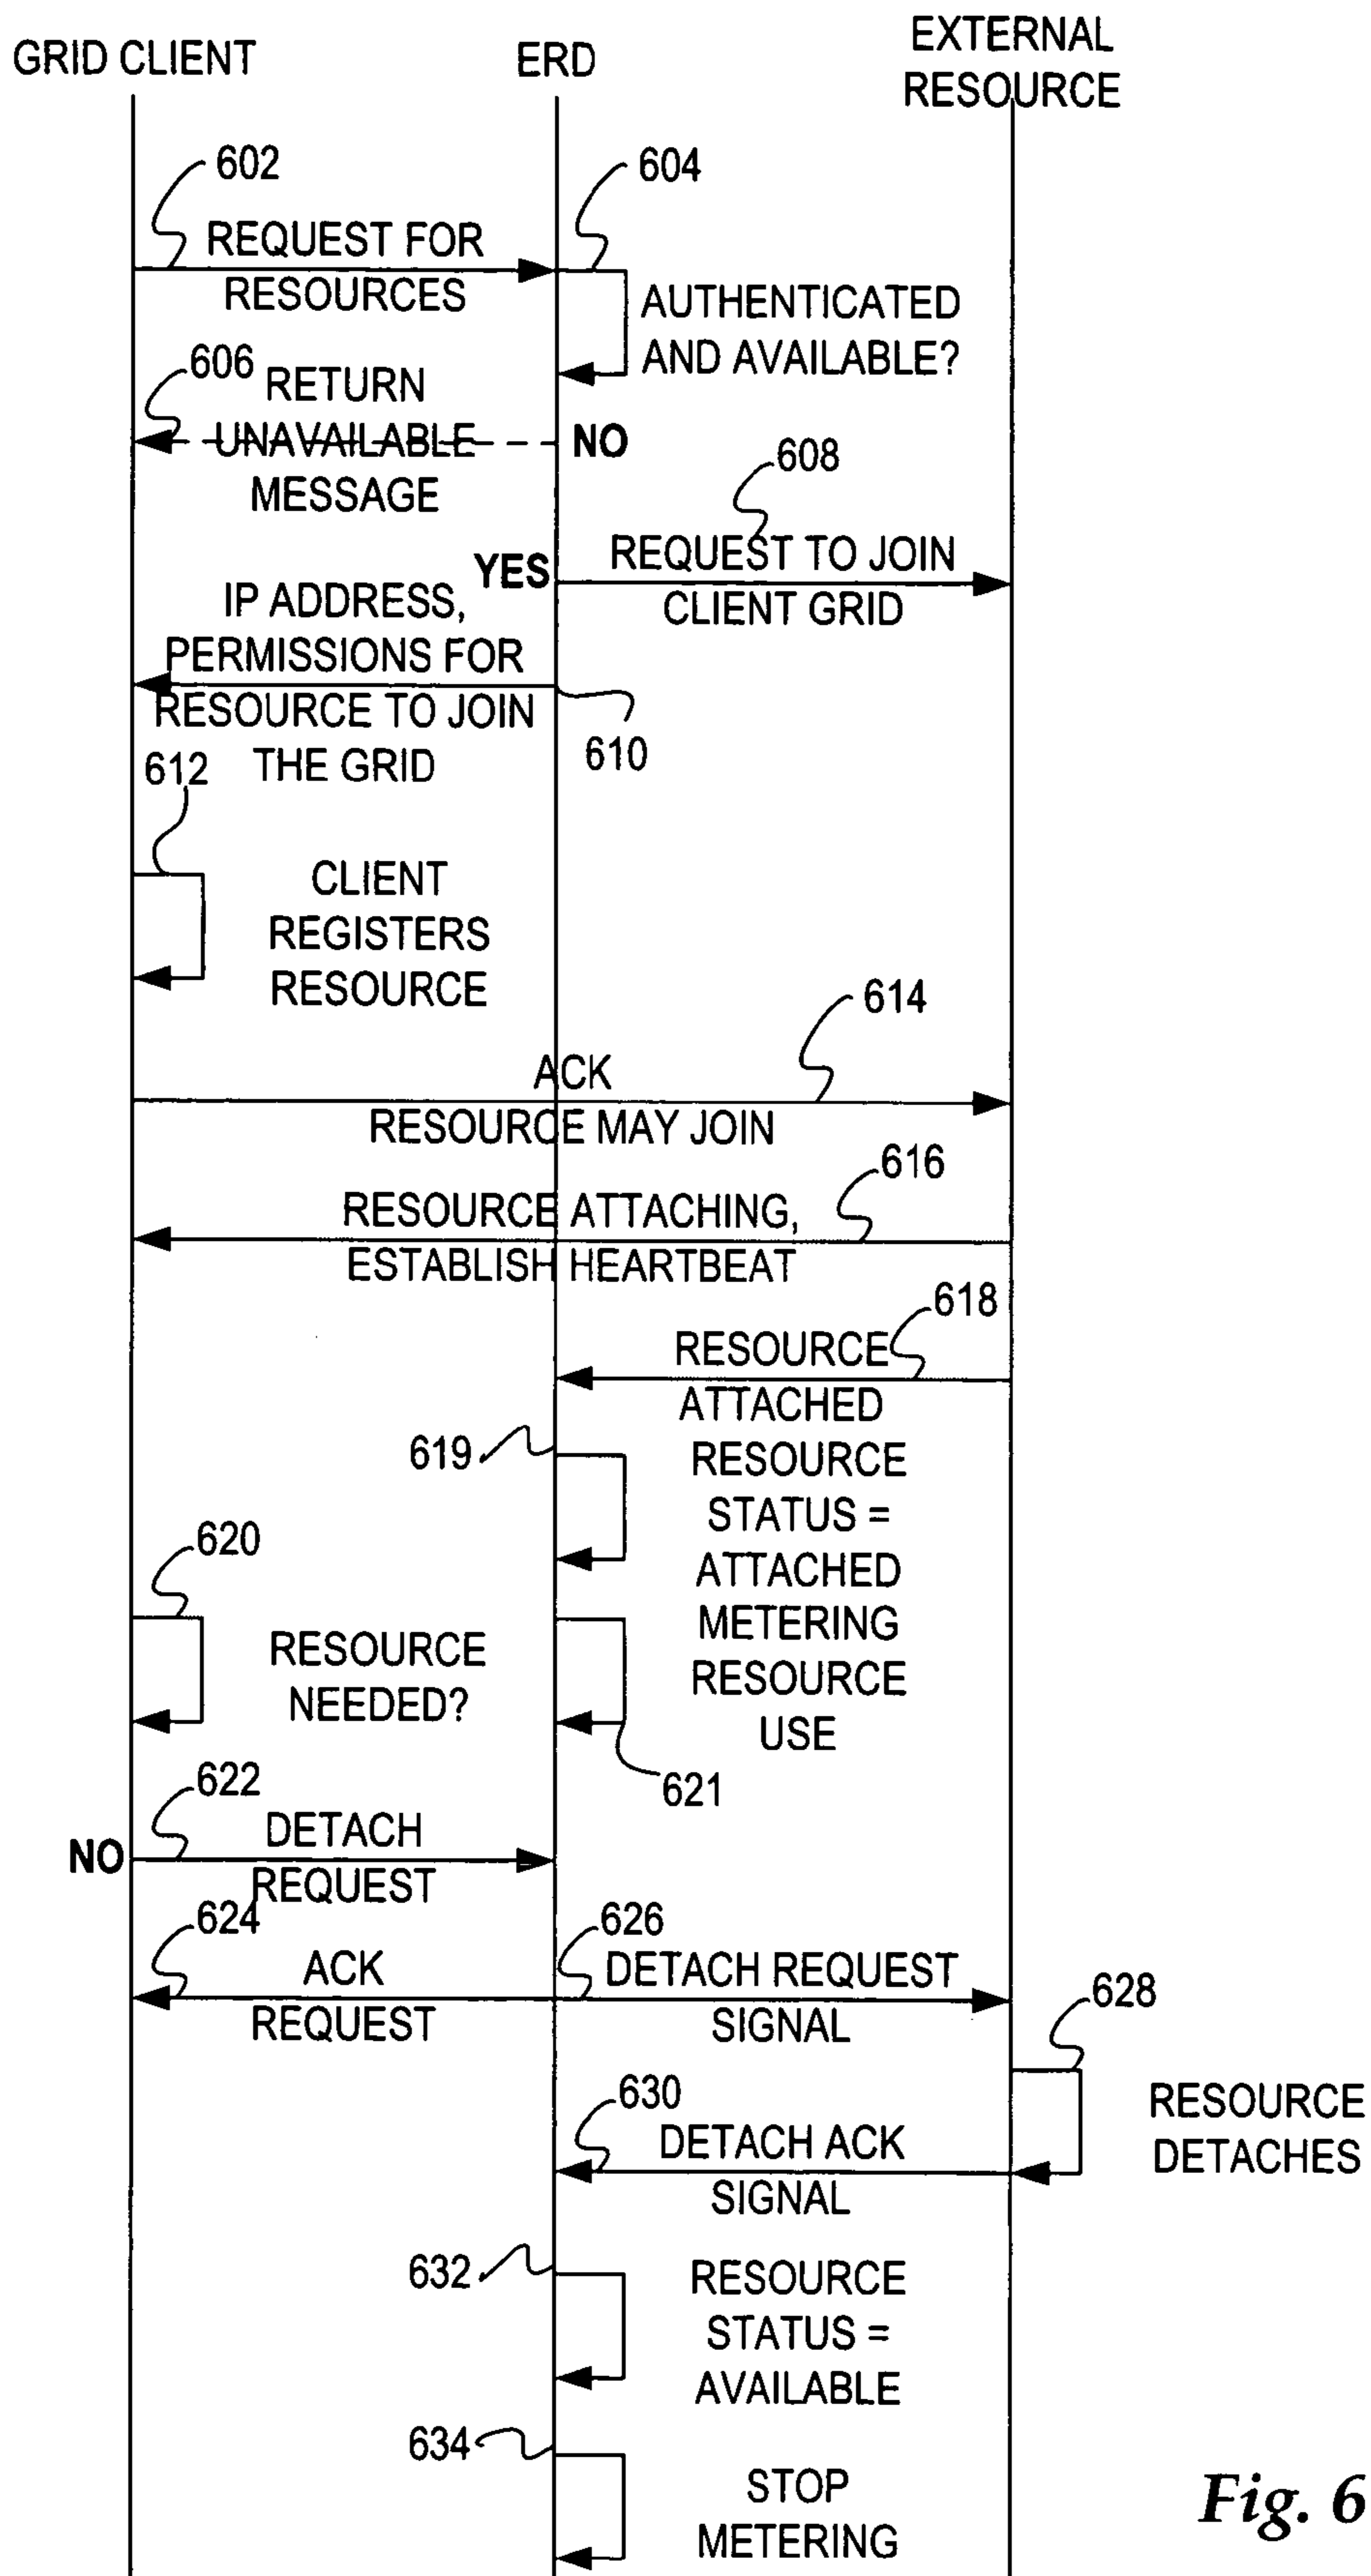 GRID CLIENT
ERD
EXTERNAL
RESOURCE
602
604
REQUEST FOR
RESOURCES
AUTHENTICATED
AND AVAILABLE?
606
RETURN
UNAVAILABLE
MESSAGE
NO
608
YES
REQUEST TO JOIN
CLIENT GRID
IP ADDRESS,
PERMISSIONS FOR
RESOURCE TO JOIN
THE GRID
610
612
CLIENT
REGISTERS
RESOURCE
614
ACK
RESOURCE MAY JOIN
616
RESOURCE ATTACHING,
ESTABLISH HEARTBEAT
618
RESOURCE
ATTACHED
619
RESOURCE
STATUS =
ATTACHED
620
RESOURCE
NEEDED?
METERING
RESOURCE
USE
621
622
NO
DETACH
REQUEST
624
ACK
REQUEST
626
DETACH REQUEST
SIGNAL
628
RESOURCE
DETACHES
630
DETACH ACK
SIGNAL
632
RESOURCE
STATUS =
AVAILABLE
634
STOP
METERING
Fig. 6